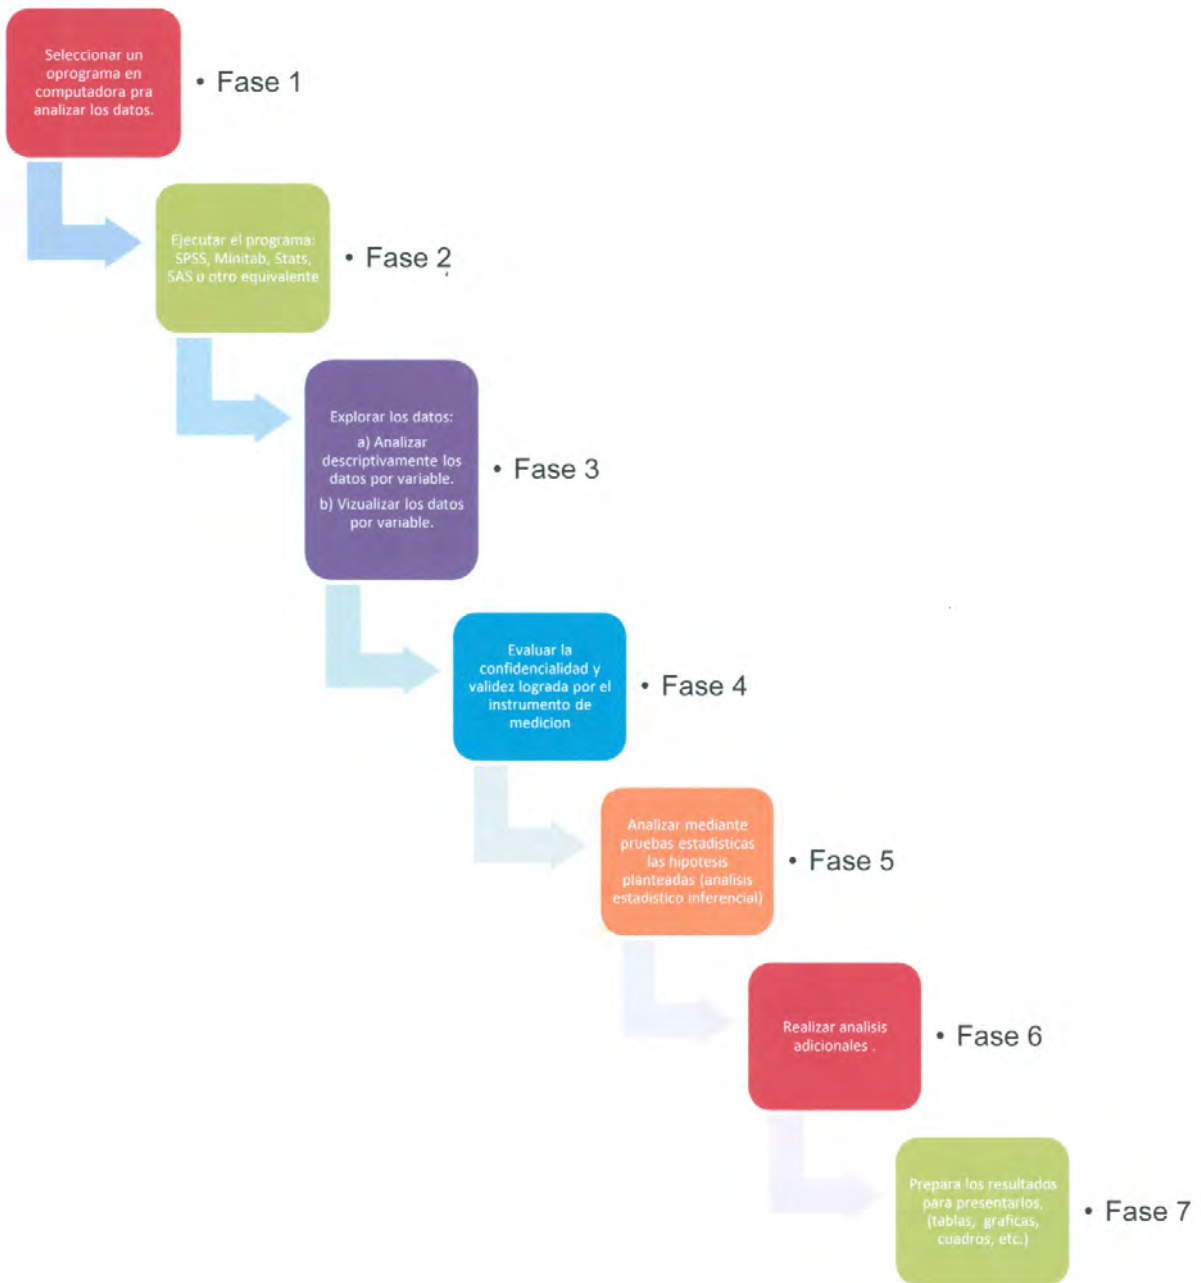 Seleccionar un
oprograma en
computadora pra
analizar los datos.
• Fase 1
Ejecutar el programa:
SPSS, Minitab, Stats,
SAS u otro equivalente
• Fase 2
Explorar los datos:
a) Analizar
descriptivamente los
datos por variable.
b) Vizualizar los datos
por variable.
• Fase 3
Evaluar la
confidencialidad y
validez lograda por el
instrumento de
medicion
• Fase 4
Analizar mediante
pruebas estadisticas
las hipotesis
planteadas (analisis
estadistico inferencial)
• Fase 5
Realizar analisis
adicionales .
• Fase 6
Prepara los resultados
para presentarlos,
(tablas, graficas,
cuadros, etc.)
• Fase 7